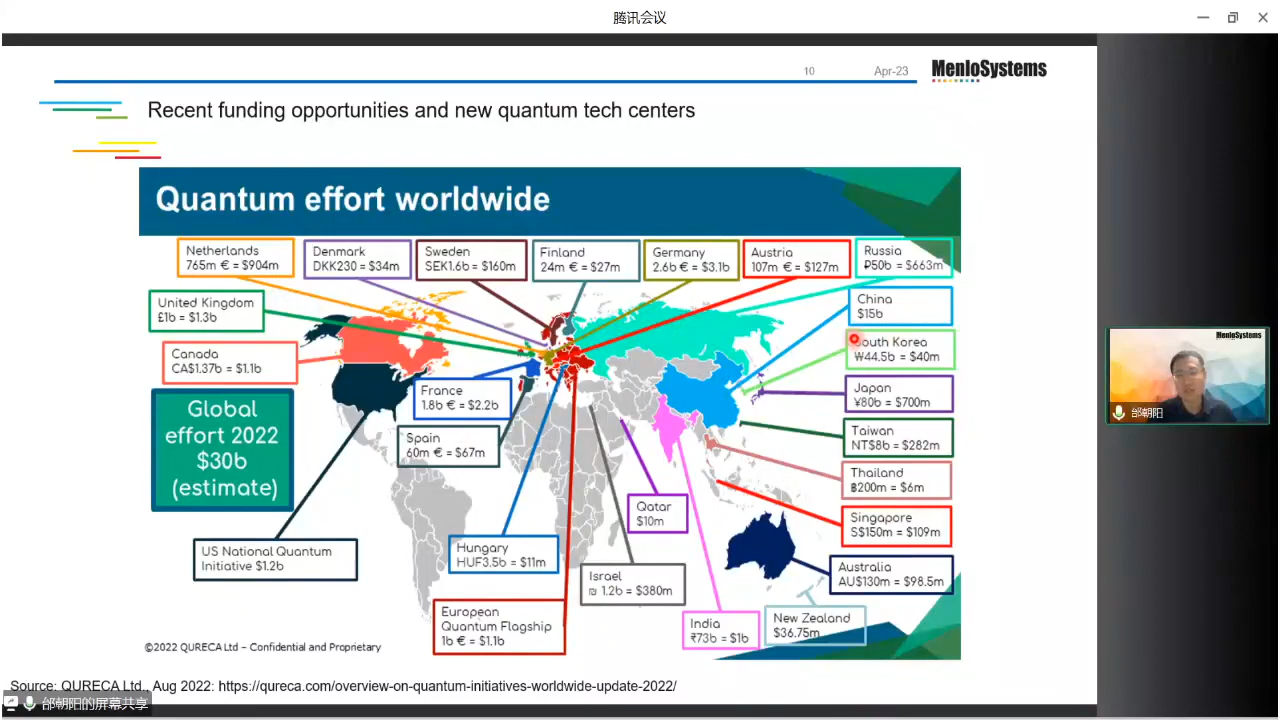 腾讯会议
10
Apr-23
MenloSystems
Recent funding opportunities and new quantum tech centers
Quantum effort worldwide
Netherlands
765m € = $904m
Denmark
DKK230 = $34m
Sweden
SEK1.6b = $160m
Finland
24m € = $27m
Germany
2.6b € = $3.1b
Austria
107m € = $127m
Russia
₽50b = $663m
United Kingdom
£1b = $1.3b
China
$15b
Canada
CA$1.37b = $1.1b
South Korea
₩44.5b = $40m
France
1.8b € = $2.2b
Japan
¥80b = $700m
Global
effort 2022
$30b
(estimate)
Spain
60m € = $67m
Taiwan
NT$8b = $282m
Thailand
฿200m = $6m
Qatar
$10m
Singapore
S$150m = $109m
US National Quantum
Initiative $1.2b
Hungary
HUF3.5b = $11m
Israel
₪ 1.2b = $380m
Australia
AU$130m = $98.5m
European
Quantum Flagship
1b € = $1.1b
India
₹73b = $1b
New Zealand
$36.75m
©2022 QURECA Ltd – Confidential and Proprietary
Source: QURECA Ltd., Aug 2022: https://qureca.com/overview-on-quantum-initiatives-worldwide-update-2022/
邰朝阳的屏幕共享
MenloSystems
邰朝阳